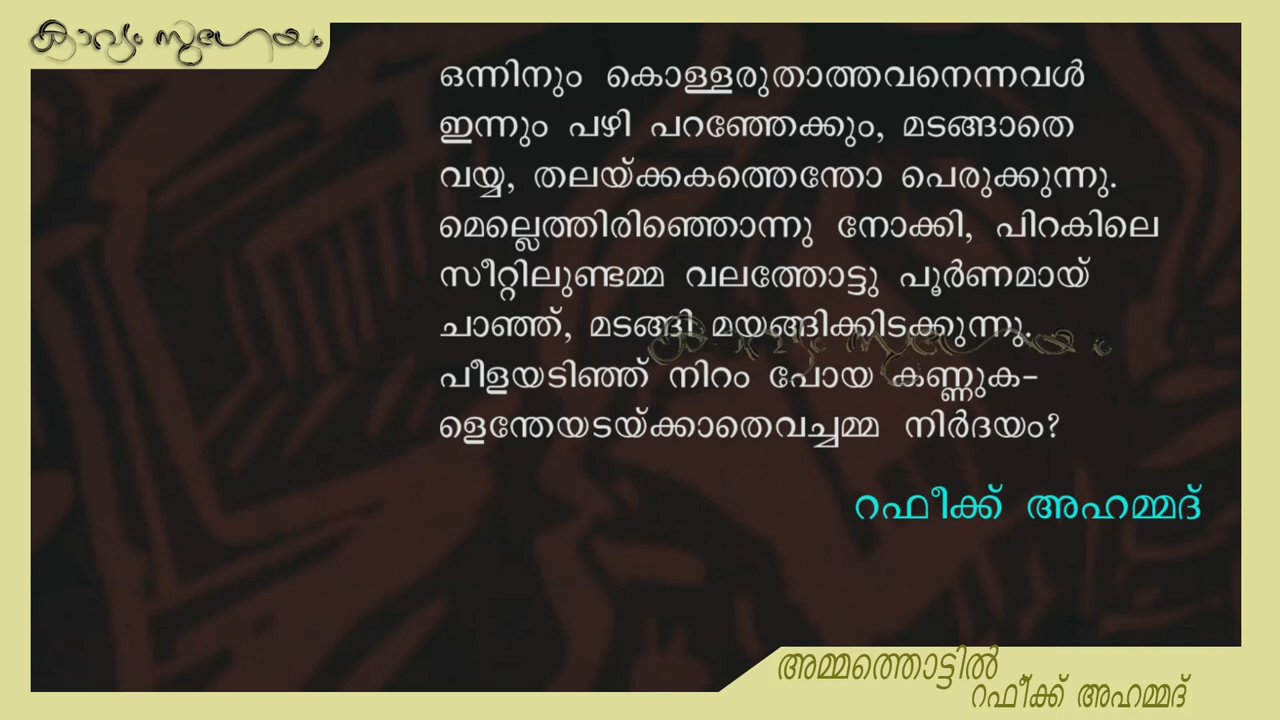 കാവ്യം സുഗേയം
ഒന്നിനും കൊള്ളരുതാത്തവനെന്നവൾ
ഇന്നും പഴി പറഞ്ഞേക്കും, മടങ്ങാതെ
വയ്യ, തലയ്ക്കകത്തെന്തോ പെരുക്കുന്നു.
മെല്ലെത്തിരിഞ്ഞൊന്നു നോക്കി, പിറകിലെ
സീറ്റിലുണ്ടമ്മ വലത്തോട്ടു പൂർണമായ്
ചാഞ്ഞ്, മടങ്ങി മയങ്ങിക്കിടക്കുന്നു.
കാവ്യം സുഗേയം
പീളയടിഞ്ഞ് നിറം പോയ കണ്ണുക–
ളെന്തേയടയ്ക്കാതെവച്ചമ്മ നിർദയം?
റഫീക്ക് അഹമ്മദ്
അമ്മത്തൊട്ടിൽ
റഫീക്ക് അഹമ്മദ്